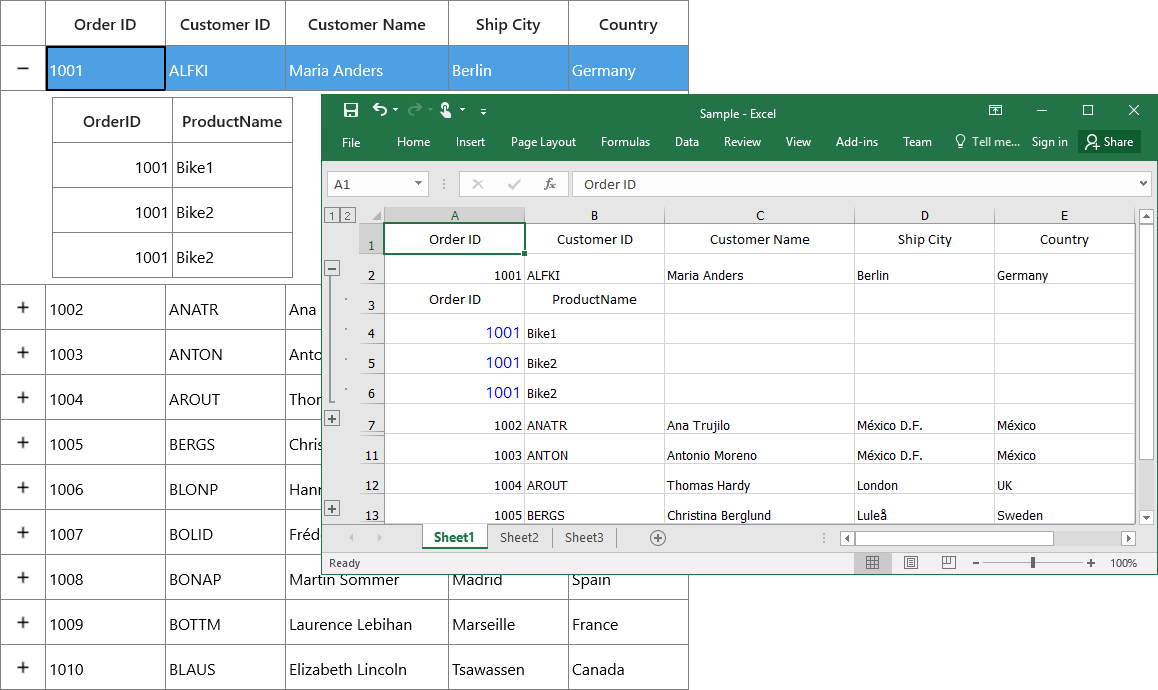 Order ID Customer ID Customer Name Ship City Country
− 1001 ALFKI Maria Anders Berlin Germany
OrderID ProductName
1001 Bike1
1001 Bike2
1001 Bike2
+ 1002 ANATR Ana
+ 1003 ANTON Anto
+ 1004 AROUT Thor
+ 1005 BERGS Chris
+ 1006 BLONP Hann
+ 1007 BOLID Fréd
+ 1008 BONAP Martin Sommer Madrid Spain
+ 1009 BOTTM Laurence Lebihan Marseille France
+ 1010 BLAUS Elizabeth Lincoln Tsawassen Canada
Sample - Excel
File Home Insert Page Layout Formulas Data Review View Add-ins Team Tell me... Sign in Share
A1 fx Order ID
1 2 A B C D E
1 Order ID Customer ID Customer Name Ship City Country
2 1001 ALFKI Maria Anders Berlin Germany
3 Order ID ProductName
4 1001 Bike1
5 1001 Bike2
6 1001 Bike2
7 1002 ANATR Ana Trujilo México D.F. México
11 1003 ANTON Antonio Moreno México D.F. México
12 1004 AROUT Thomas Hardy London UK
13 1005 BERGS Christina Berglund Luleå Sweden
Sheet1 Sheet2 Sheet3
Ready 100%